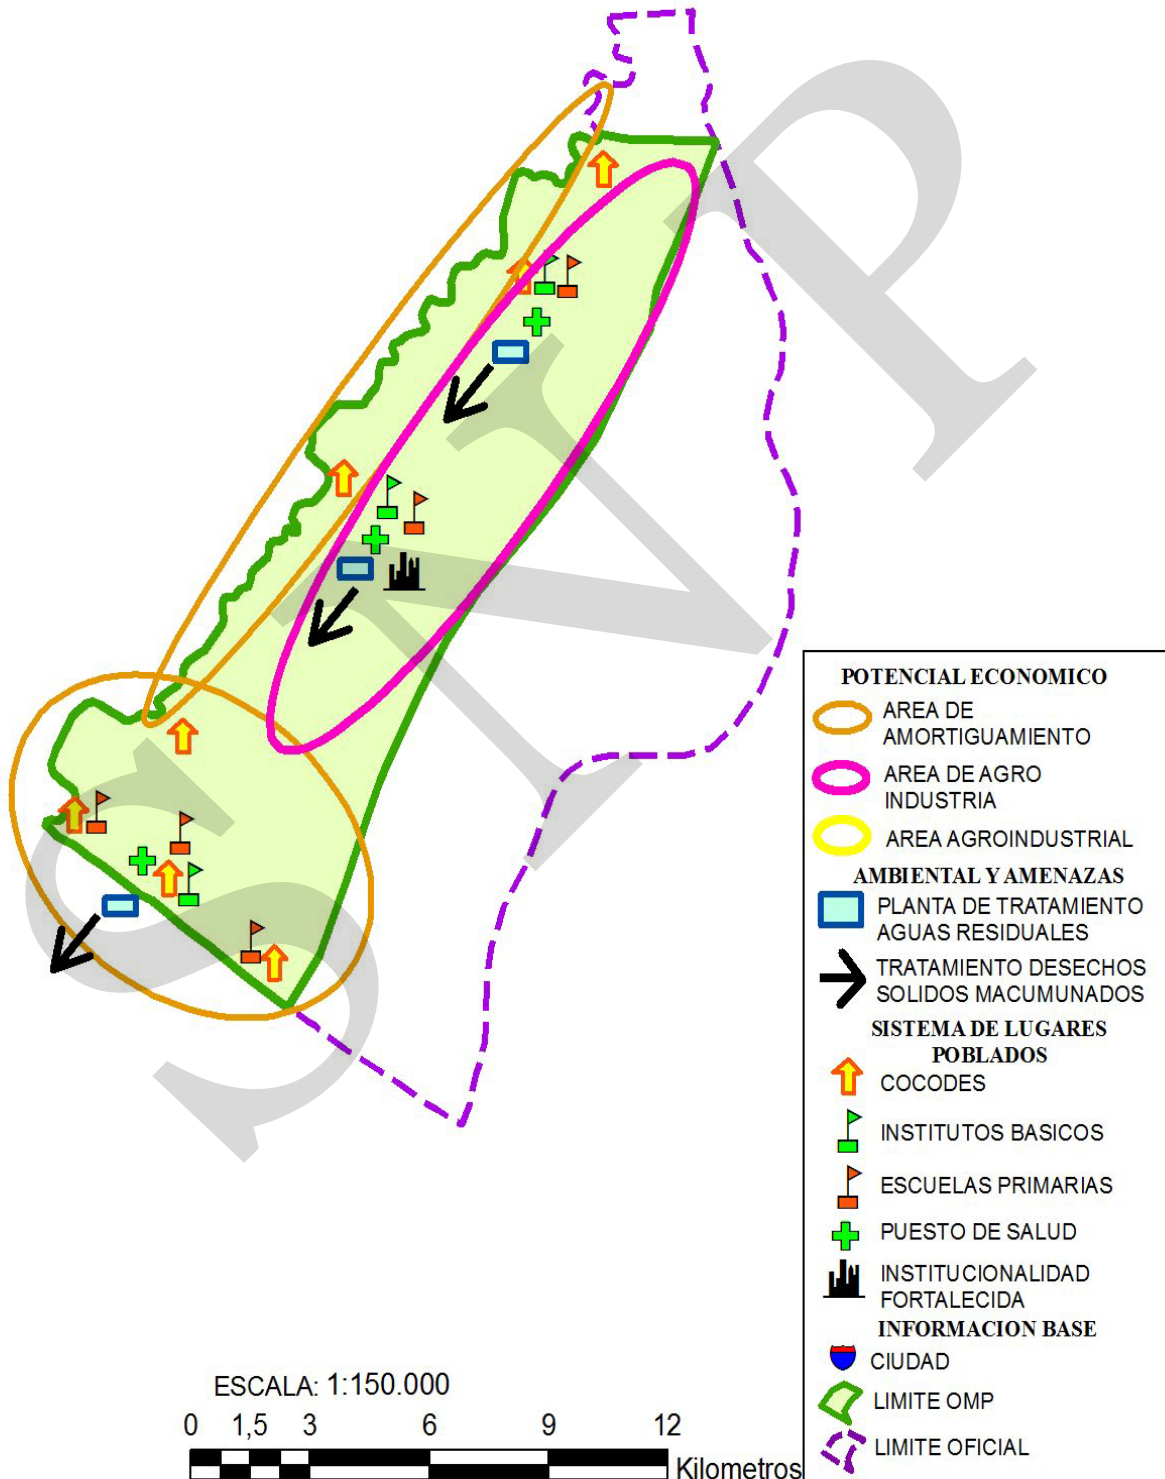 POTENCIAL ECONOMICO
AREA DE
AMORTIGUAMIENTO
AREA DE AGRO
INDUSTRIA
AREA AGROINDUSTRIAL
AMBIENTAL Y AMENAZAS
PLANTA DE TRATAMIENTO
AGUAS RESIDUALES
TRATAMIENTO DESECHOS
SOLIDOS MACUMUNADOS
SISTEMA DE LUGARES
POBLADOS
COCODES
INSTITUTOS BASICOS
ESCUELAS PRIMARIAS
PUESTO DE SALUD
INSTITUCIONALIDAD
FORTALECIDA
INFORMACION BASE
CIUDAD
LIMITE OMP
LIMITE OFICIAL
ESCALA: 1:150.000
0 1,5 3 6 9 12
Kilometros
SNP